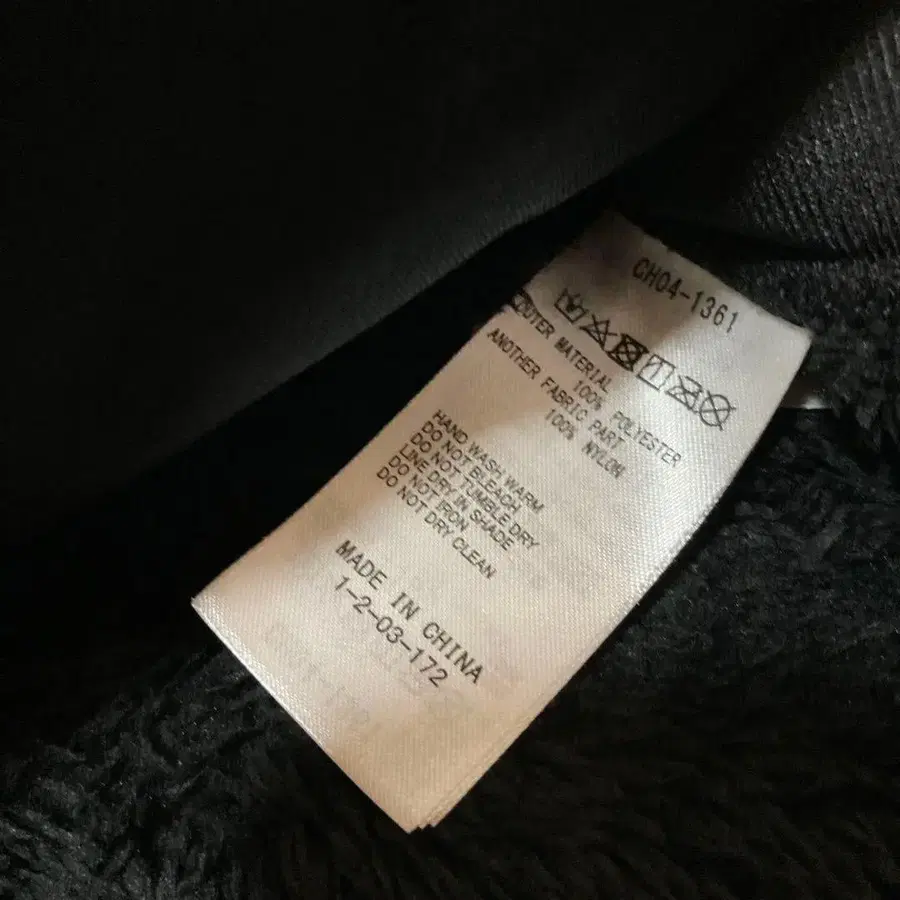 CH04-1361
OUTER MATERIAL
100% POLYESTER
ANOTHER FABRIC PART
100% NYLON
HAND WASH WARM
DO NOT BLEACH
DO NOT TUMBLE DRY
LINE DRY IN SHADE
DO NOT IRON
DO NOT DRY CLEAN
MADE IN CHINA
1-2-03-172